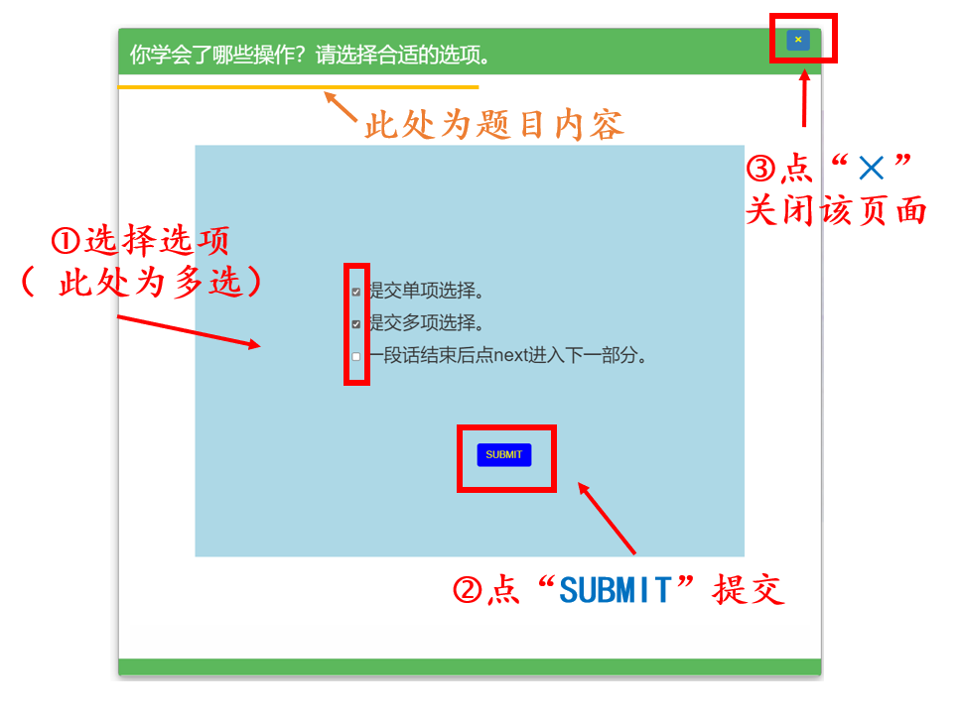 你学会了哪些操作？请选择合适的选项。
×
此处为题目内容
③点“×”
关闭该页面
①选择选项
（ 此处为多选）
提交单项选择。
提交多项选择。
一段话结束后点next进入下一部分。
SUBMIT
②点“SUBMIT”提交